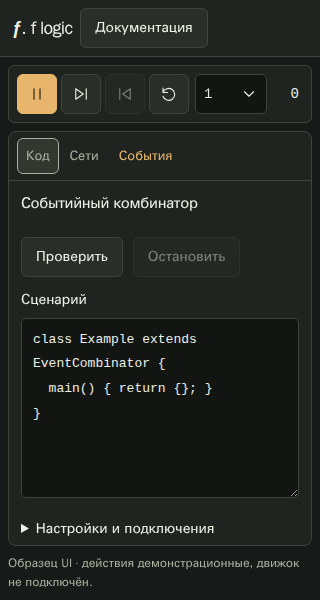 f. f logic Документация
1 0
Код Сети События
Событийный комбинатор
Проверить Остановить
Сценарий
class Example extends
EventCombinator {
  main() { return {}; }
}
Настройки и подключения
Образец UI · действия демонстрационные, движок
не подключён.